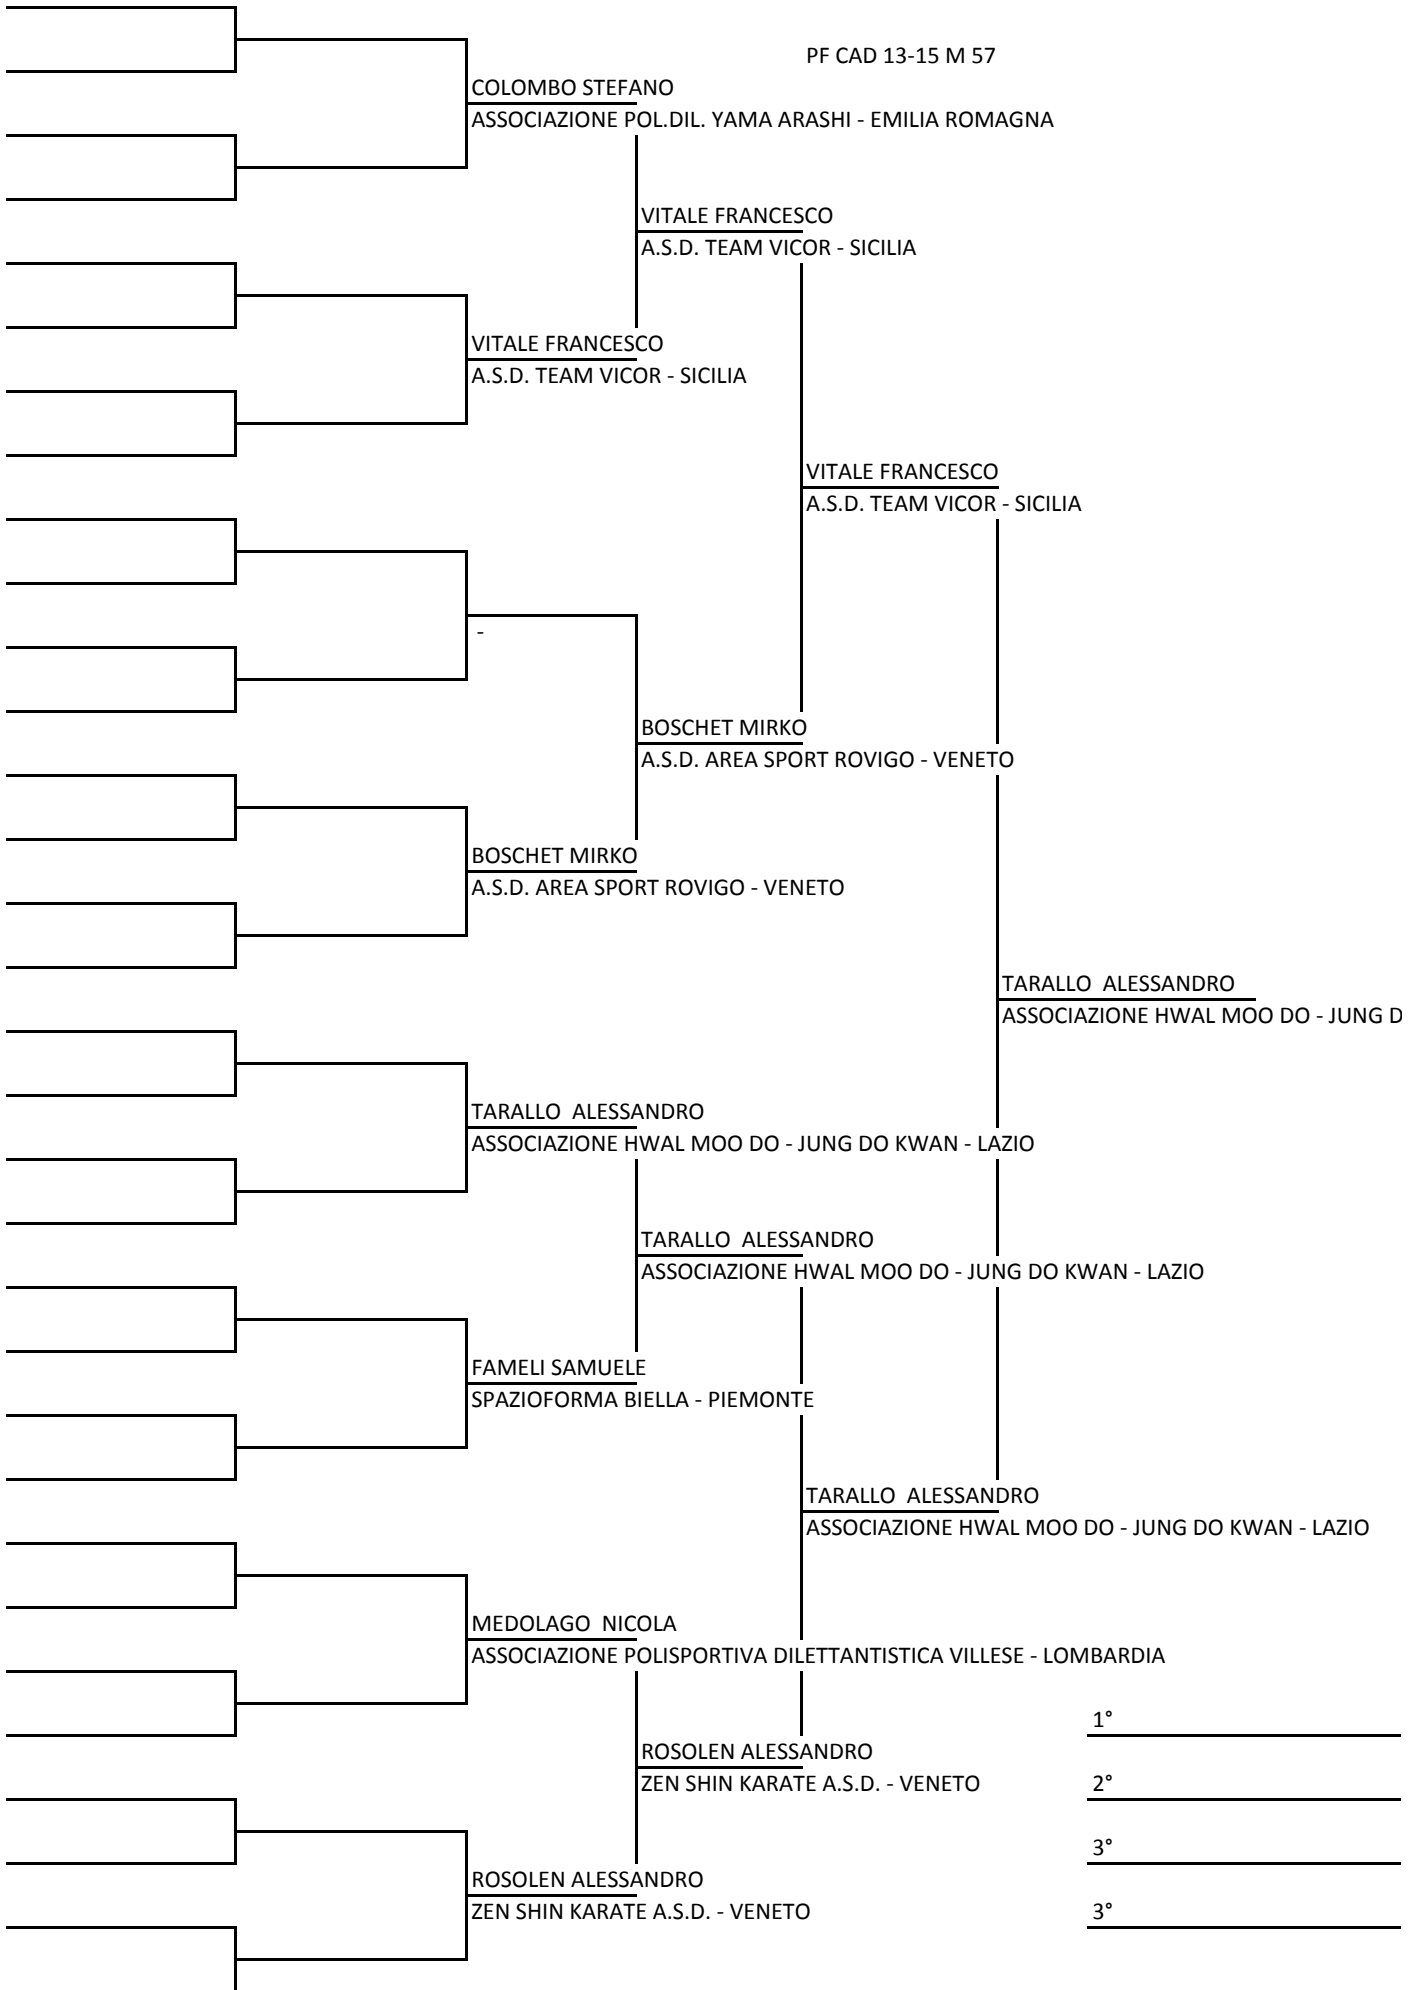 PF CAD 13-15 M 57
COLOMBO STEFANO
ASSOCIAZIONE POL.DIL. YAMA ARASHI - EMILIA ROMAGNA
VITALE FRANCESCO
A.S.D. TEAM VICOR - SICILIA
VITALE FRANCESCO
A.S.D. TEAM VICOR - SICILIA
VITALE FRANCESCO
A.S.D. TEAM VICOR - SICILIA
-
BOSCHET MIRKO
A.S.D. AREA SPORT ROVIGO - VENETO
BOSCHET MIRKO
A.S.D. AREA SPORT ROVIGO - VENETO
TARALLO  ALESSANDRO
ASSOCIAZIONE HWAL MOO DO - JUNG D
TARALLO  ALESSANDRO
ASSOCIAZIONE HWAL MOO DO - JUNG DO KWAN - LAZIO
TARALLO  ALESSANDRO
ASSOCIAZIONE HWAL MOO DO - JUNG DO KWAN - LAZIO
FAMELI SAMUELE
SPAZIOFORMA BIELLA - PIEMONTE
TARALLO  ALESSANDRO
ASSOCIAZIONE HWAL MOO DO - JUNG DO KWAN - LAZIO
MEDOLAGO  NICOLA
ASSOCIAZIONE POLISPORTIVA DILETTANTISTICA VILLESE - LOMBARDIA
1°
ROSOLEN ALESSANDRO
ZEN SHIN KARATE A.S.D. - VENETO
2°
3°
ROSOLEN ALESSANDRO
ZEN SHIN KARATE A.S.D. - VENETO
3°